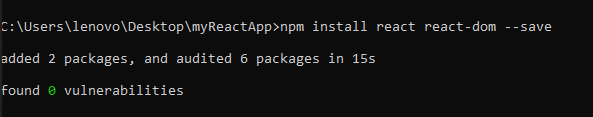 C:\Users\lenovo\Desktop\myReactApp>npm install react react-dom --save
added 2 packages, and audited 6 packages in 15s
found 0 vulnerabilities